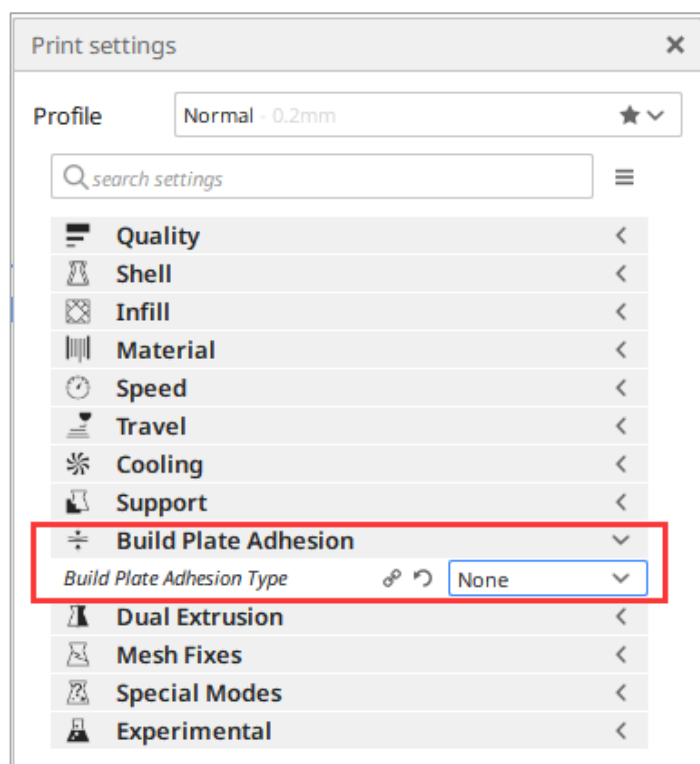 Print settings
Profile Normal - 0.2mm
search settings
Quality
Shell
Infill
Material
Speed
Travel
Cooling
Support
Build Plate Adhesion
Build Plate Adhesion Type None
Dual Extrusion
Mesh Fixes
Special Modes
Experimental